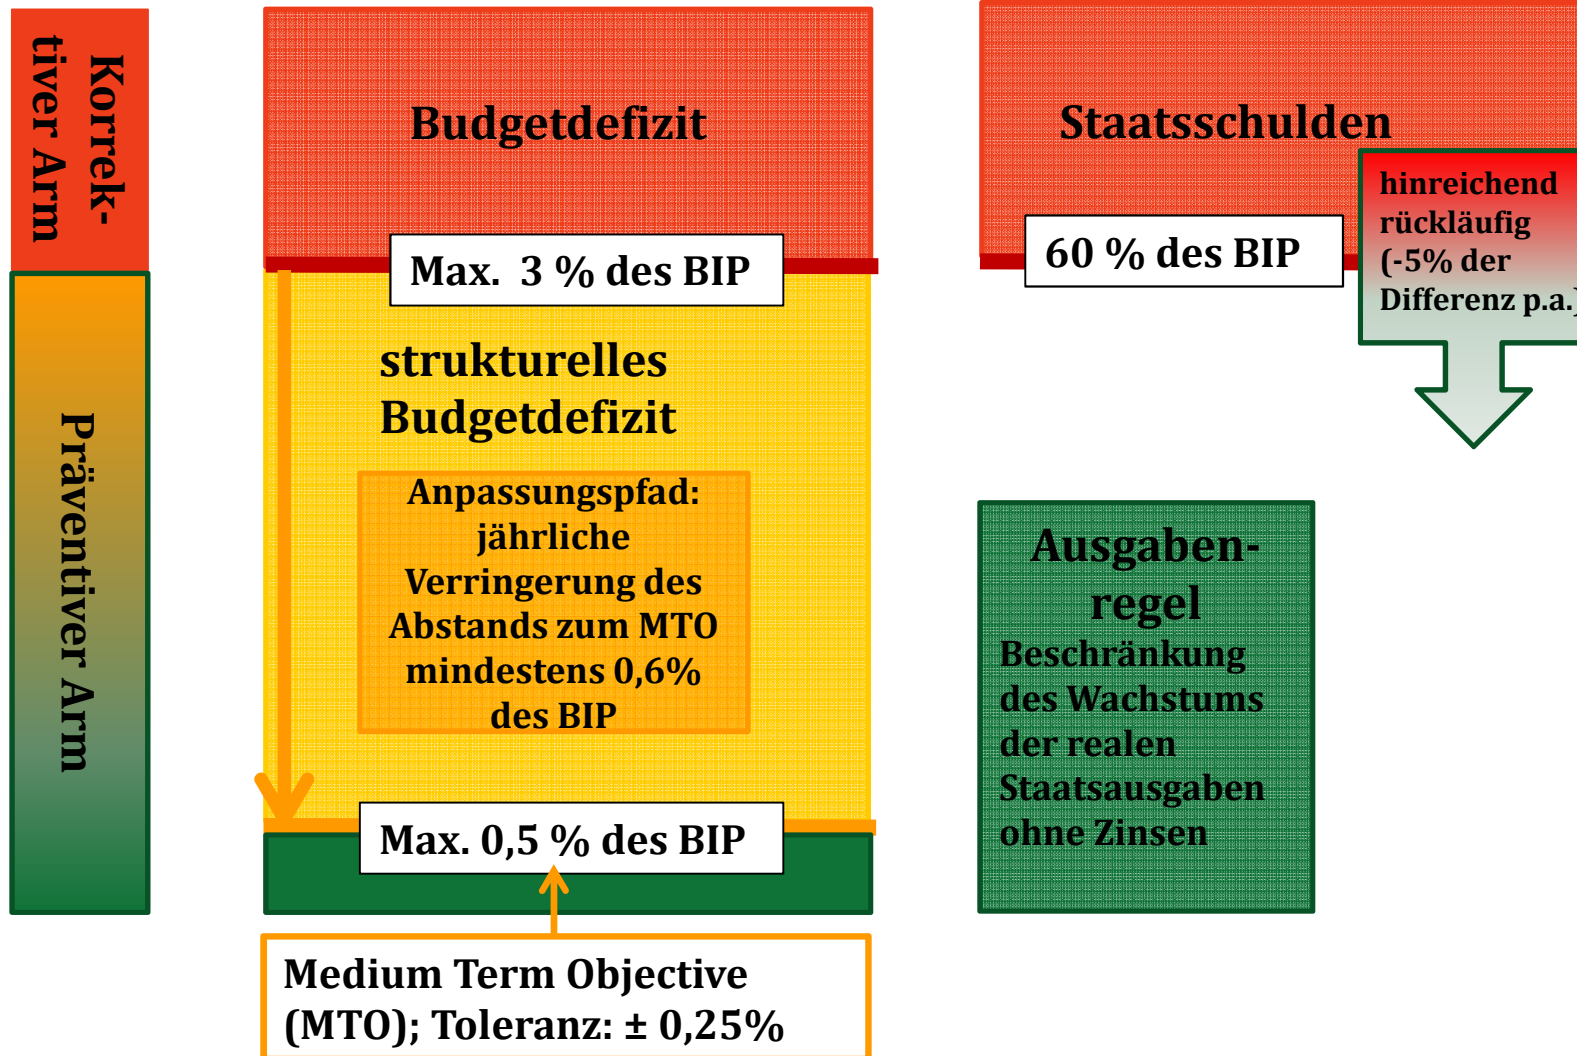 Korrek-
tiver Arm
Präventiver Arm
Budgetdefizit
Max. 3 % des BIP
strukturelles
Budgetdefizit
Anpassungspfad:
jährliche
Verringerung des
Abstands zum MTO
mindestens 0,6%
des BIP
Max. 0,5 % des BIP
Medium Term Objective
(MTO); Toleranz: ± 0,25%
Staatsschulden
60 % des BIP
hinreichend
rückläufig
(-5% der
Differenz p.a.)
Ausgaben-
regel
Beschränkung
des Wachstums
der realen
Staatsausgaben
ohne Zinsen